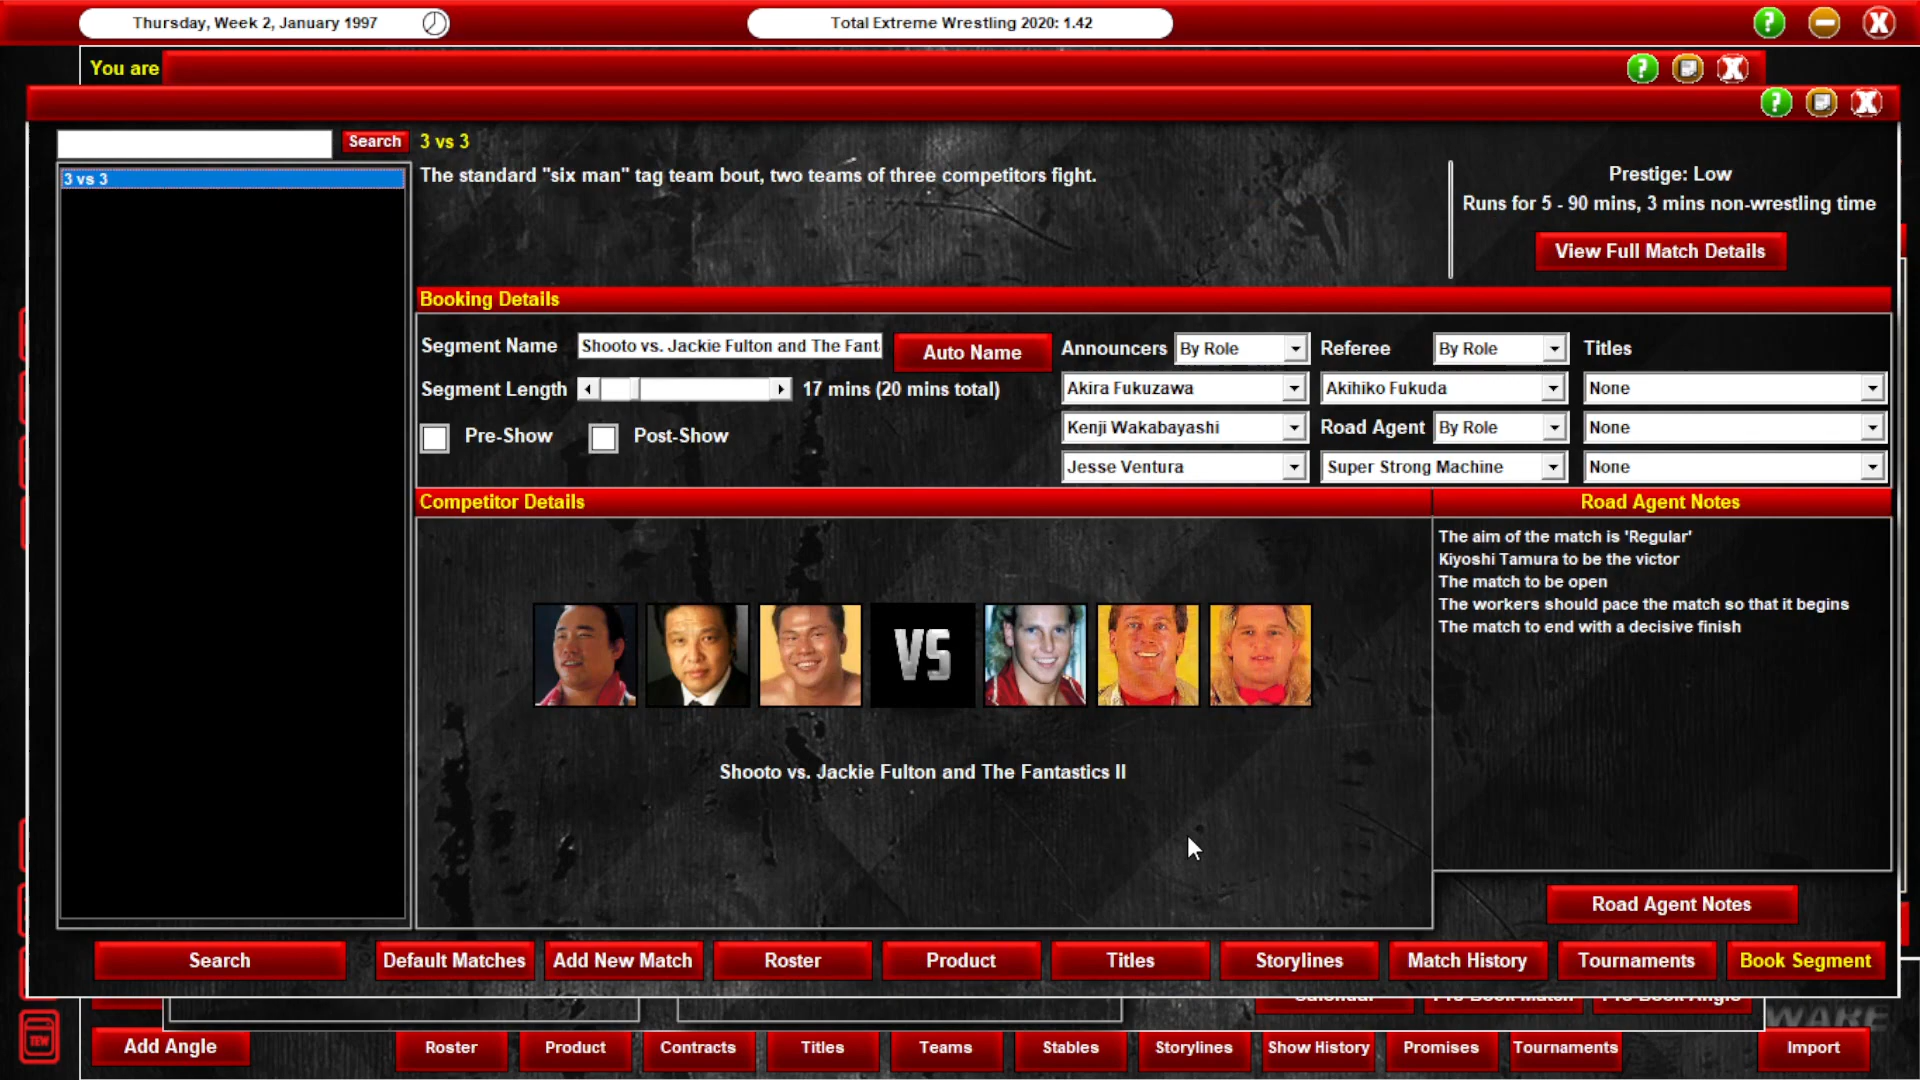 Thursday, Week 2, January 1997
Total Extreme Wrestling 2020: 1.42
You are
Search
3 vs 3
3 vs 3
The standard "six man" tag team bout, two teams of three competitors fight.
Prestige: Low
Runs for 5 - 90 mins, 3 mins non-wrestling time
View Full Match Details
Booking Details
Segment Name
Shooto vs. Jackie Fulton and The Fant
Auto Name
Announcers
By Role
Referee
By Role
Titles
Segment Length
17 mins (20 mins total)
Akira Fukuzawa
Akihiko Fukuda
None
Pre-Show
Post-Show
Kenji Wakabayashi
Road Agent
By Role
None
Jesse Ventura
Super Strong Machine
None
Competitor Details
Road Agent Notes
The aim of the match is 'Regular'
Kiyoshi Tamura to be the victor
The match to be open
The workers should pace the match so that it begins
The match to end with a decisive finish
VS
Shooto vs. Jackie Fulton and The Fantastics II
Road Agent Notes
Search
Default Matches
Add New Match
Roster
Product
Titles
Storylines
Match History
Tournaments
Book Segment
Calendar
Pre Book Match
Pre Book Angle
WARE
TEW
Add Angle
Roster
Product
Contracts
Titles
Teams
Stables
Storylines
Show History
Promises
Tournaments
Import